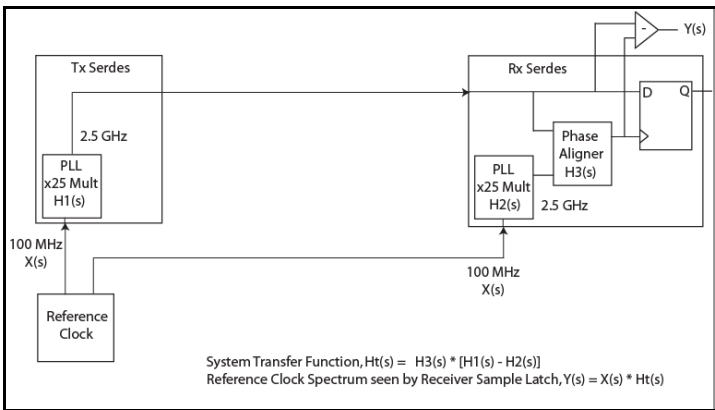 Tx Serdes
2.5 GHz
PLL
x25 Mult
H1(s)
100 MHz
X(s)
Reference
Clock
Rx Serdes
- Y(s)
D Q
Phase
Aligner
H3(s)
PLL
x25 Mult
H2(s)
2.5 GHz
100 MHz
X(s)
System Transfer Function, Ht(s) = H3(s) * [H1(s) - H2(s)]
Reference Clock Spectrum seen by Receiver Sample Latch, Y(s) = X(s) * Ht(s)